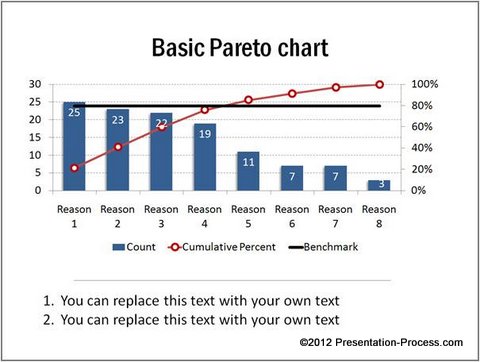 Basic Pareto chart
30 100%
25 80%
20 60%
15 40%
10 20%
5 0%
0
25 23 22 19 11 7 7 3
Reason 1 Reason 2 Reason 3 Reason 4 Reason 5 Reason 6 Reason 7 Reason 8
Count Cumulative Percent Benchmark
1. You can replace this text with your own text
2. You can replace this text with your own text
©2012 Presentation-Process.com